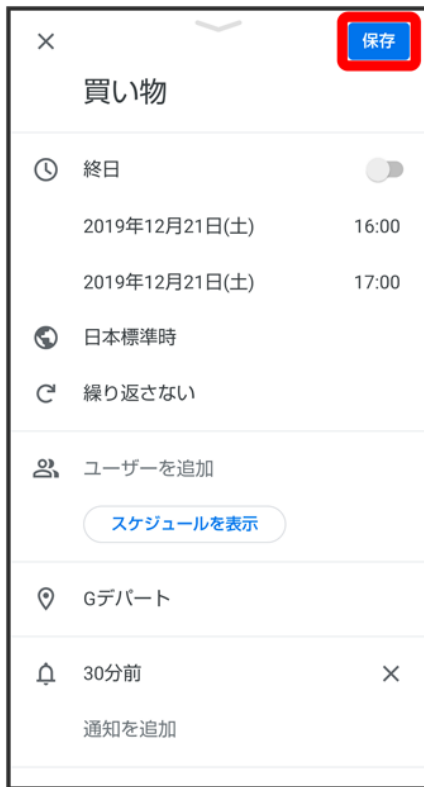 保存
買い物
終日
2019年12月21日(土) 16:00
2019年12月21日(土) 17:00
日本標準時
繰り返さない
ユーザーを追加
スケジュールを表示
Gデパート
30分前
通知を追加